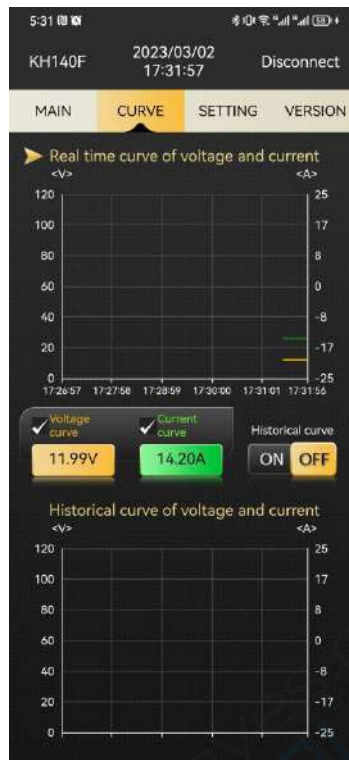 5:31
58
KH140F
2023/03/02
17:31:57
Disconnect
MAIN CURVE SETTING VERSION
Real time curve of voltage and current
<V> <A>
120 25
100 17
80 8
60 0
40 -8
20 -17
0 -25
17:26:57 17:27:58 17:28:59 17:30:00 17:31:01 17:31:56
Voltage
curve
11.99V
Current
curve
14.20A
Historical curve
ON OFF
Historical curve of voltage and current
<V> <A>
120 25
100 17
80 8
60 0
40 -8
20 -17
0 -25